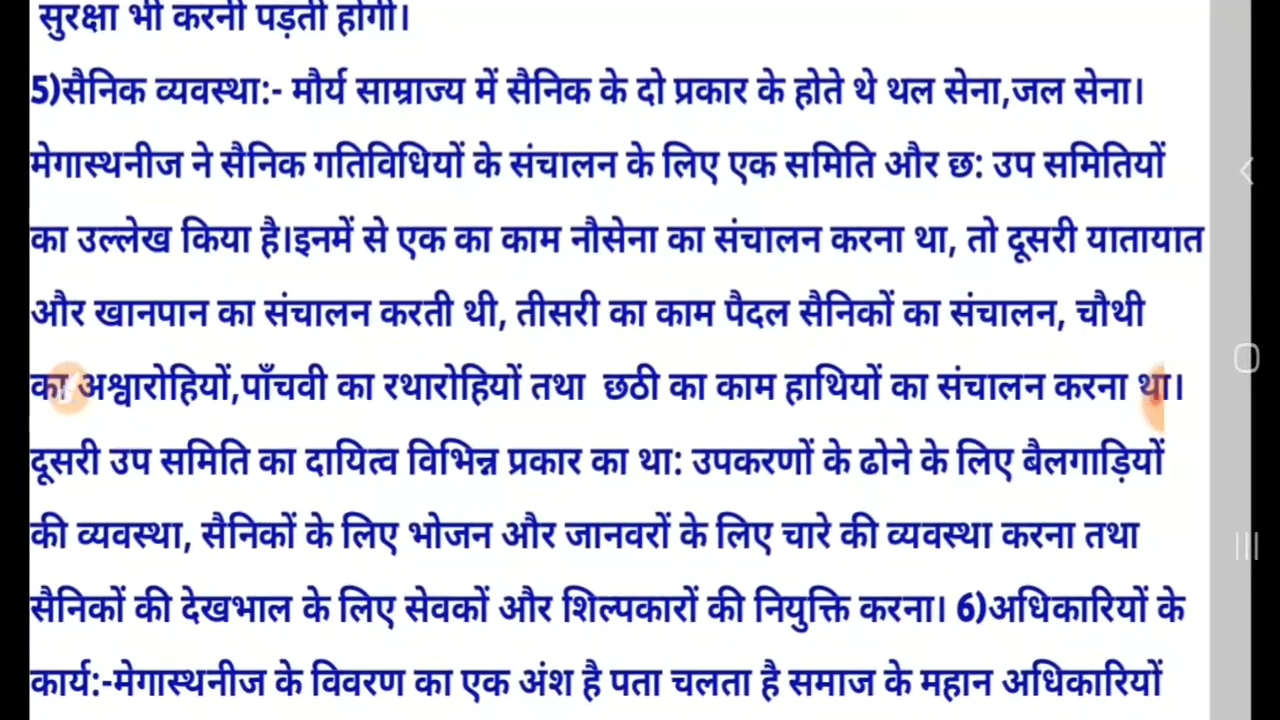 सुरक्षा भी करनी पड़ती होगी।
5)सैनिक व्यवस्था:- मौर्य साम्राज्य में सैनिक के दो प्रकार के होते थे थल सेना,जल सेना।
मेगास्थनीज ने सैनिक गतिविधियों के संचालन के लिए एक समिति और छ: उप समितियों
का उल्लेख किया है।इनमें से एक का काम नौसेना का संचालन करना था, तो दूसरी यातायात
और खानपान का संचालन करती थी, तीसरी का काम पैदल सैनिकों का संचालन, चौथी
का अश्वारोहियों,पाँचवी का रथारोहियों तथा छठी का काम हाथियों का संचालन करना था।
दूसरी उप समिति का दायित्व विभिन्न प्रकार का था: उपकरणों के ढोने के लिए बैलगाड़ियों
की व्यवस्था, सैनिकों के लिए भोजन और जानवरों के लिए चारे की व्यवस्था करना तथा
सैनिकों की देखभाल के लिए सेवकों और शिल्पकारों की नियुक्ति करना। 6)अधिकारियों के
कार्य:-मेगास्थनीज के विवरण का एक अंश है पता चलता है समाज के महान अधिकारियों